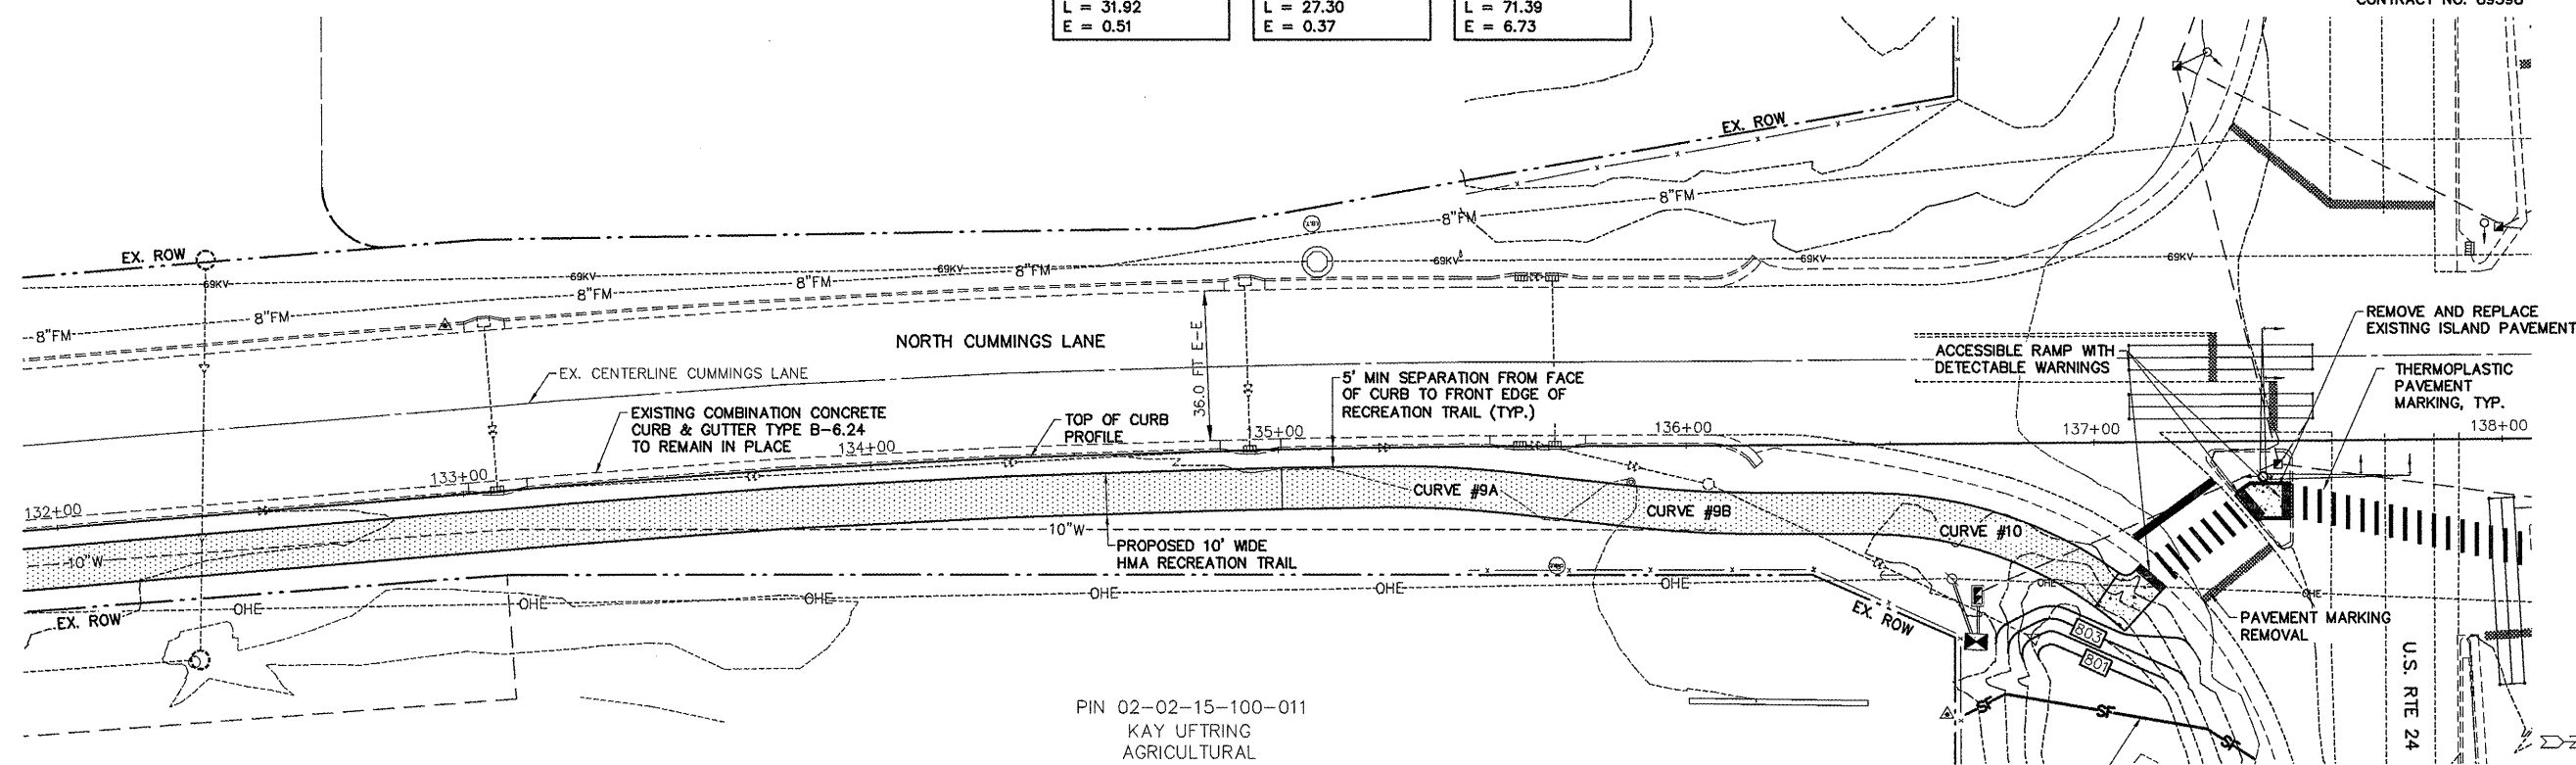 L = 31.92
E = 0.51
L = 27.30
E = 0.37
L = 71.39
E = 6.73
EX. ROW
8"FM
8"FM
EX. ROW
69KV
69KV
69KV
8"FM
69KV
69KV
69KV
8"FM
8"FM
8"FM
8"FM
NORTH CUMMINGS LANE
36.0 FT E-E
REMOVE AND REPLACE
EXISTING ISLAND PAVEMENT
ACCESSIBLE RAMP WITH
DETECTABLE WARNINGS
THERMOPLASTIC
PAVEMENT
MARKING, TYP.
EX. CENTERLINE CUMMINGS LANE
5' MIN SEPARATION FROM FACE
OF CURB TO FRONT EDGE OF
RECREATION TRAIL (TYP.)
EXISTING COMBINATION CONCRETE
CURB & GUTTER TYPE B-6.24
TO REMAIN IN PLACE
TOP OF CURB
PROFILE
132+00
133+00
134+00
135+00
136+00
137+00
138+00
CURVE #9A
CURVE #9B
CURVE #10
10"W
10"W
PROPOSED 10' WIDE
HMA RECREATION TRAIL
OHE
OHE
OHE
OHE
OHE
OHE
OHE
OHE
EX. ROW
EX. ROW
803
801
PAVEMENT MARKING
REMOVAL
U.S. RTE 24
SF
SF
SF
PIN 02-02-15-100-011
KAY UFTRING
AGRICULTURAL